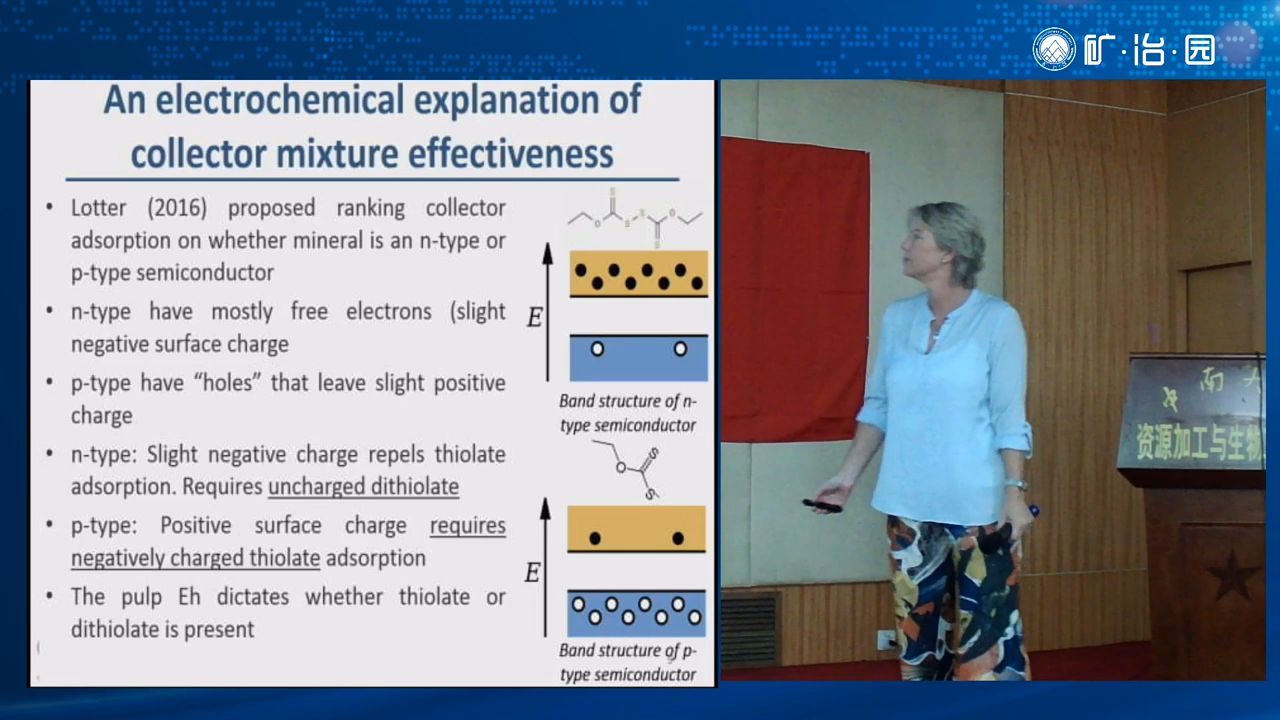 矿·冶·园
An electrochemical explanation of
collector mixture effectiveness
• Lotter (2016) proposed ranking collector
adsorption on whether mineral is an n-type or
p-type semiconductor
• n-type have mostly free electrons (slight
negative surface charge
• p-type have “holes” that leave slight positive
charge
• n-type: Slight negative charge repels thiolate
adsorption. Requires uncharged dithiolate
• p-type: Positive surface charge requires
negatively charged thiolate adsorption
• The pulp Eh dictates whether thiolate or
dithiolate is present
S
S S
O O
S
E
Band structure of n-
type semiconductor
S
O
S-
E
Band structure of p-
type semiconductor
南大
资源加工与生物